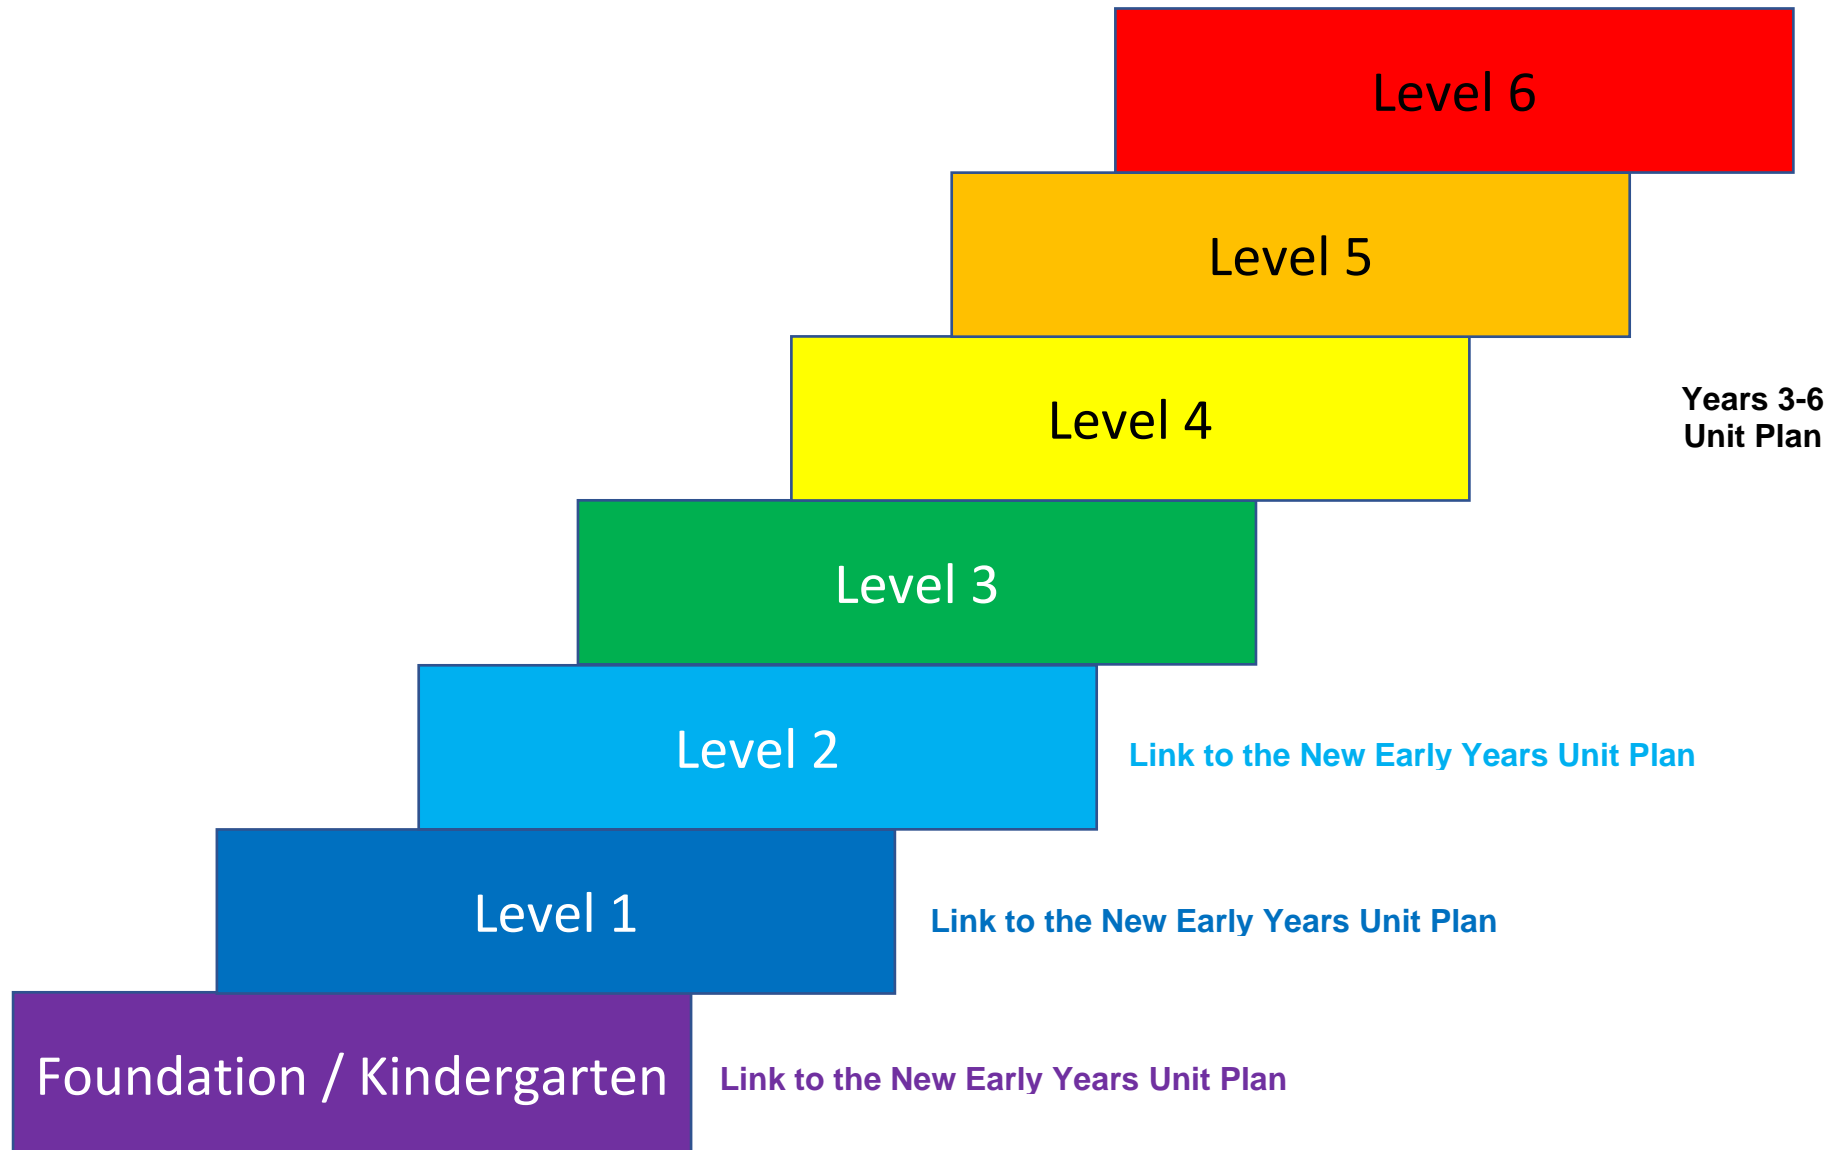 Level 6
Level 5
Level 4
Years 3-6
Unit Plan
Level 3
Level 2
Link to the New Early Years Unit Plan
Level 1
Link to the New Early Years Unit Plan
Foundation / Kindergarten
Link to the New Early Years Unit Plan